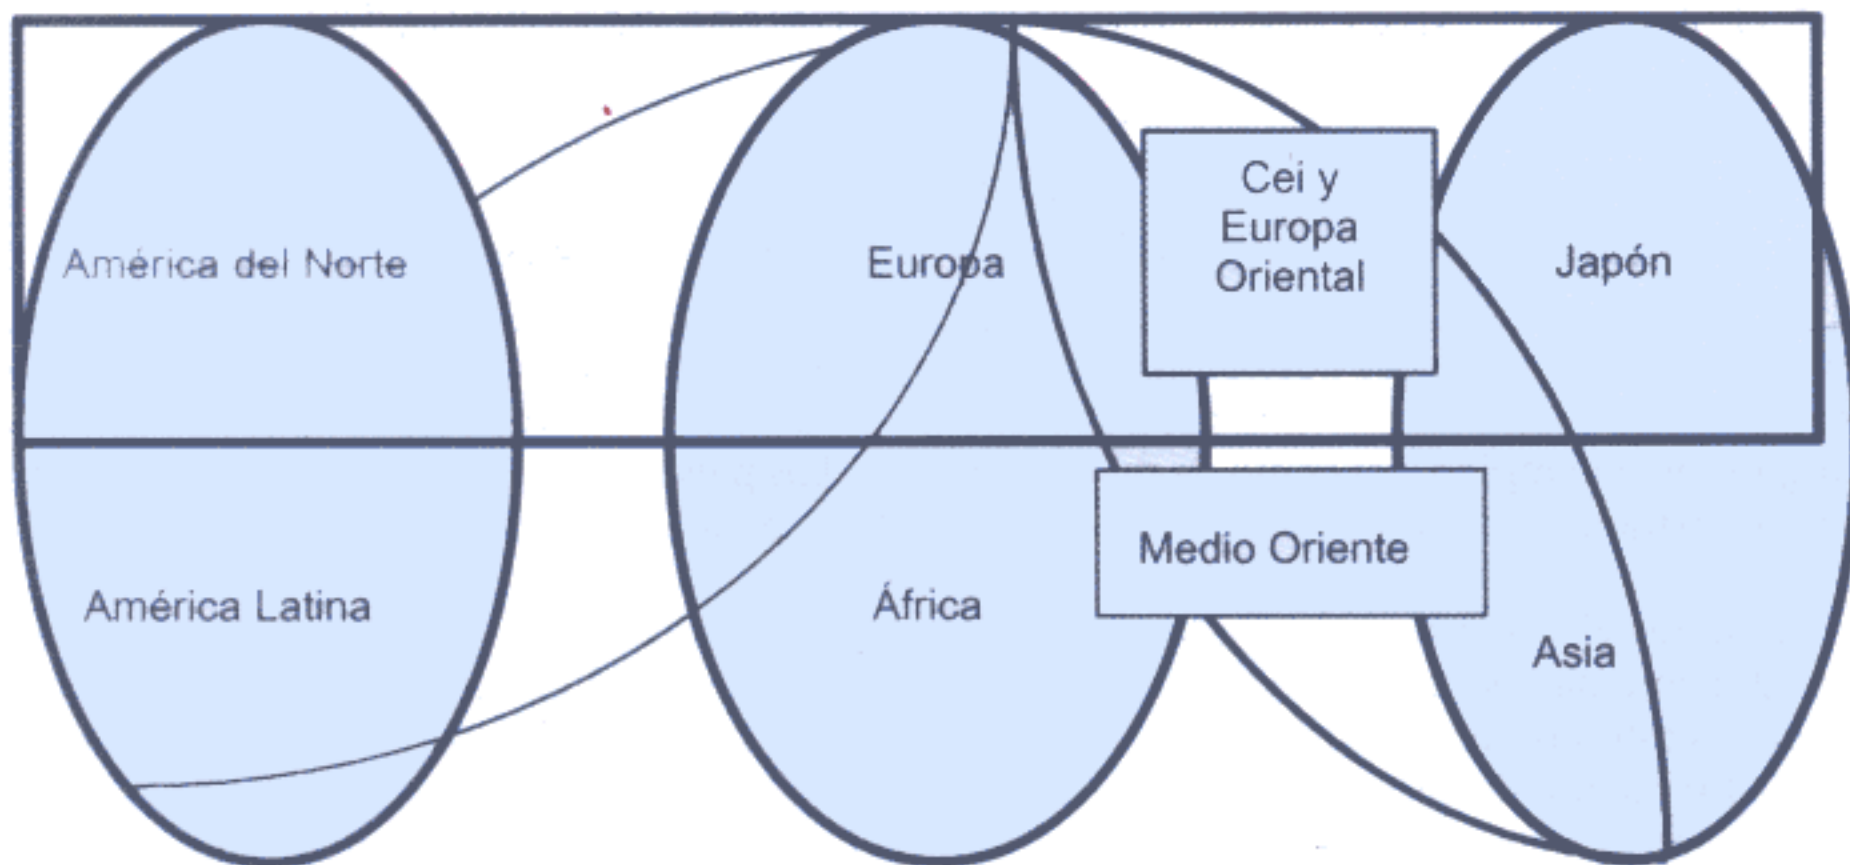 América del Norte
Europa
Cei y
Europa
Oriental
Japón
América Latina
África
Medio Oriente
Asia